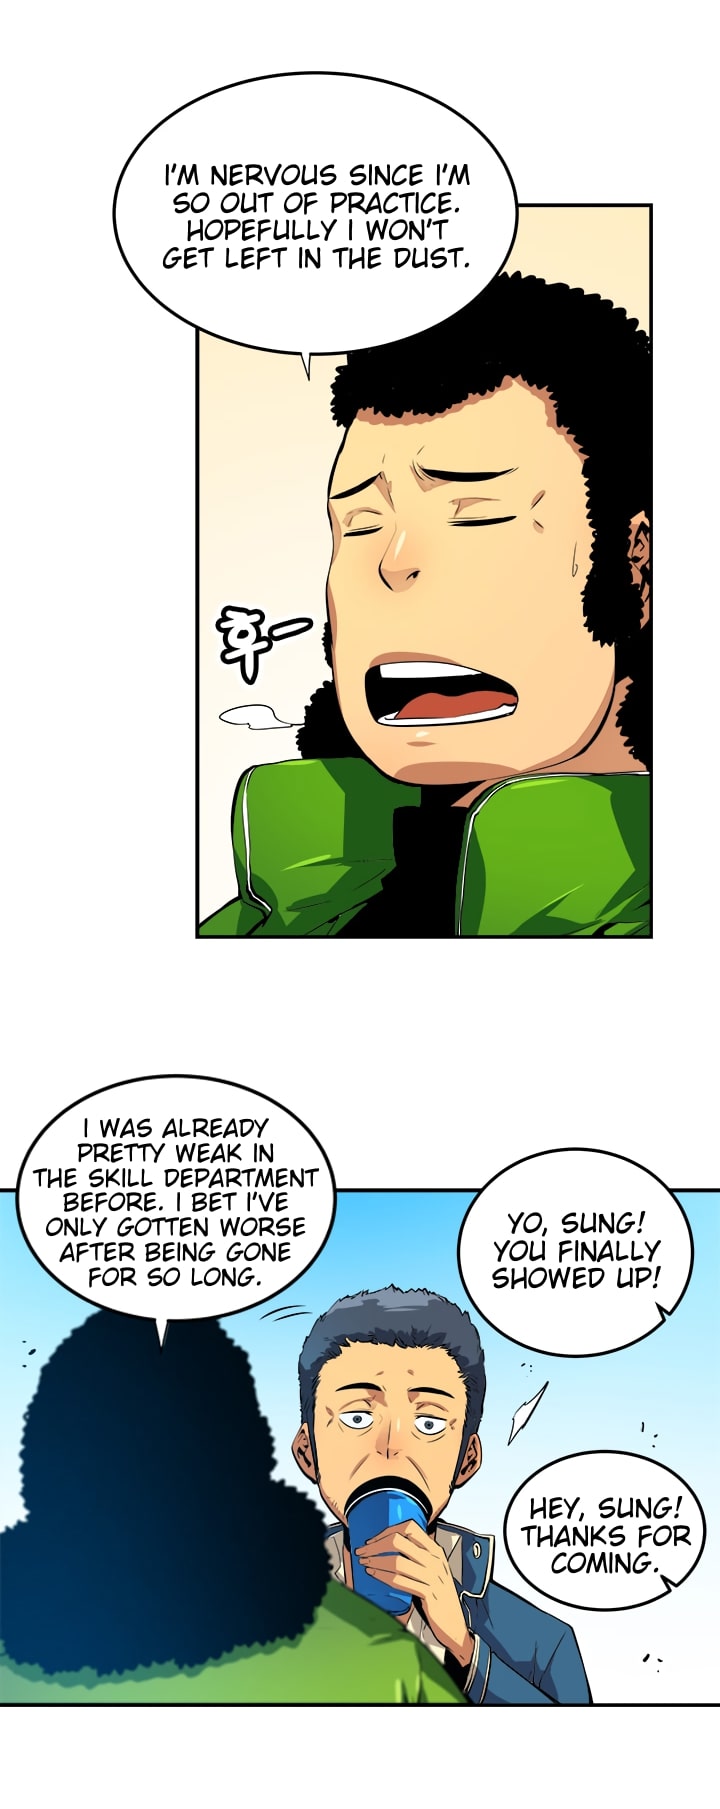 I'M NERVOUS SINCE I'M
SO OUT OF PRACTICE.
HOPEFULLY I WON'T
GET LEFT IN THE DUST.
후ㅡ
I WAS ALREADY
PRETTY WEAK IN
THE SKILL DEPARTMENT
BEFORE. I BET I'VE
ONLY GOTTEN WORSE
AFTER BEING GONE
FOR SO LONG.
YO, SUNG!
YOU FINALLY
SHOWED UP!
HEY, SUNG!
THANKS FOR
COMING.